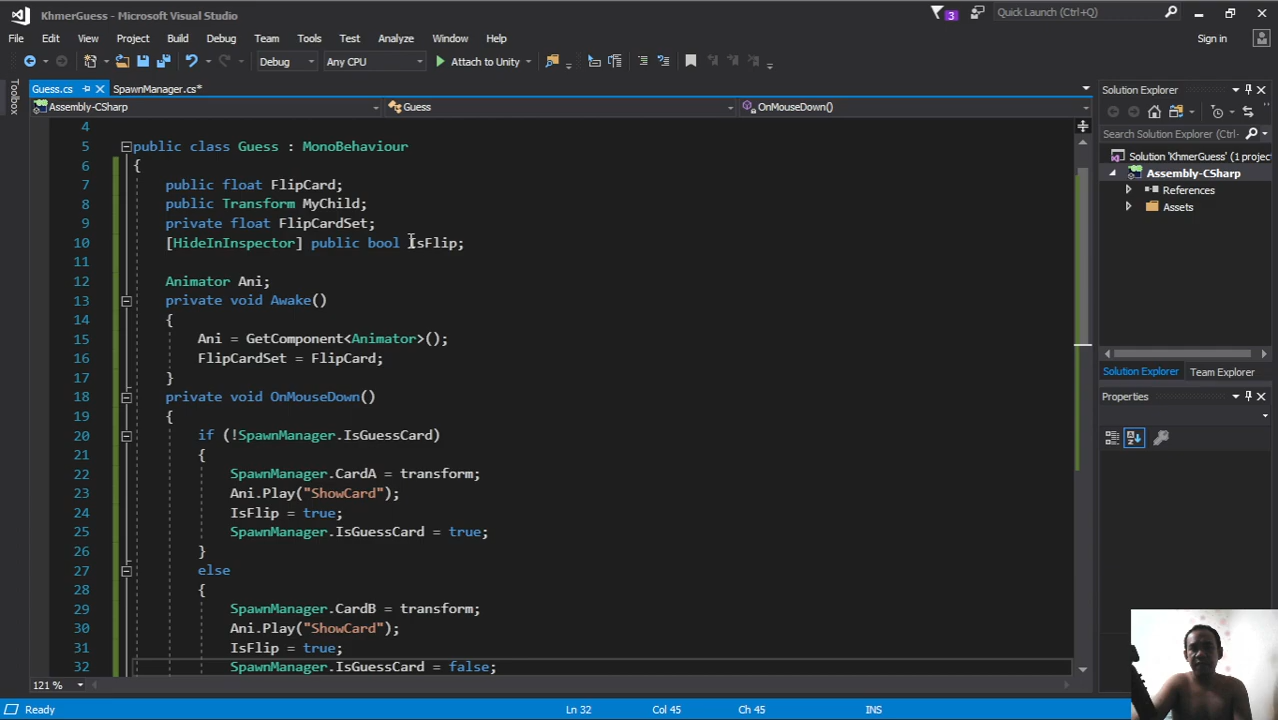 KhmerGuess - Microsoft Visual Studio
3
Quick Launch (Ctrl+Q)
File Edit View Project Build Debug Team Tools Test Analyze Window Help
Sign in
Debug Any CPU Attach to Unity
Guess.cs SpawnManager.cs*
Toolbox
Assembly-CSharp Guess OnMouseDown()
4
5 public class Guess : MonoBehaviour
6 {
7 public float FlipCard;
8 public Transform MyChild;
9 private float FlipCardSet;
10 [HideInInspector] public bool IsFlip;
11
12 Animator Ani;
13 private void Awake()
14 {
15 Ani = GetComponent<Animator>();
16 FlipCardSet = FlipCard;
17 }
18 private void OnMouseDown()
19 {
20 if (!SpawnManager.IsGuessCard)
21 {
22 SpawnManager.CardA = transform;
23 Ani.Play("ShowCard");
24 IsFlip = true;
25 SpawnManager.IsGuessCard = true;
26 }
27 else
28 {
29 SpawnManager.CardB = transform;
30 Ani.Play("ShowCard");
31 IsFlip = true;
32 SpawnManager.IsGuessCard = false;
121 %
Solution Explorer
Search Solution Explorer (Ctrl+
Solution 'KhmerGuess' (1 project
Assembly-CSharp
References
Assets
Solution Explorer Team Explorer
Properties
Ready Ln 32 Col 45 Ch 45 INS